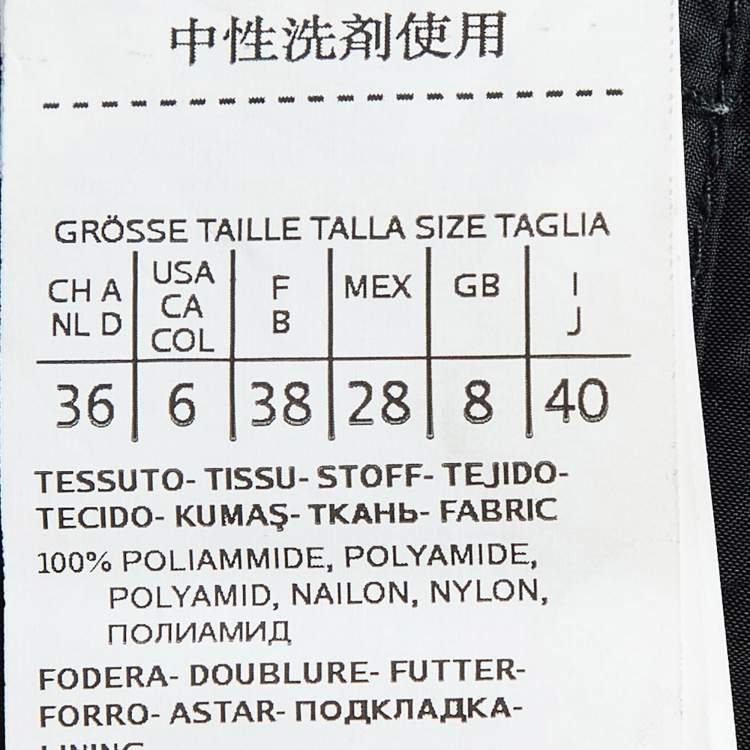 中性洗剤使用
GRÖSSE TAILLE TALLA SIZE TAGLIA
CH A NL D | USA CA COL | F B | MEX | GB | I J
36 | 6 | 38 | 28 | 8 | 40
TESSUTO- TISSU- STOFF- TEJIDO-
TECIDO- KUMAŞ- ТКАНЬ- FABRIC
100% POLIAMMIDE, POLYAMIDE,
POLYAMID, NAILON, NYLON,
ПОЛИАМИД
FODERA- DOUBLURE- FUTTER-
FORRO- ASTAR- ПОДКЛАДКА-
LINING